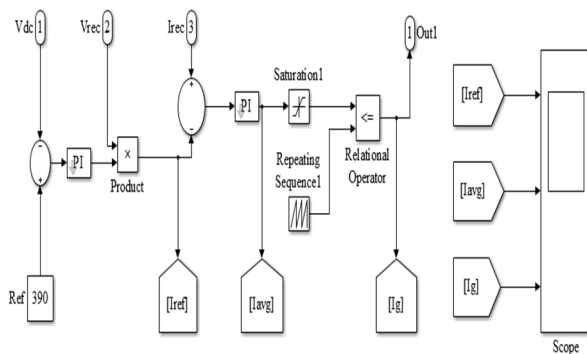 Vdc 1
Vrec 2
Irec 3
1 Out1
-
+
PI
×
Product
+
-
PI
Saturation1
<=
Relational
Operator
Repeating
Sequence1
Ref 390
[Iref]
[Iavg]
[Ig]
[Iref]
[Iavg]
[Ig]
Scope